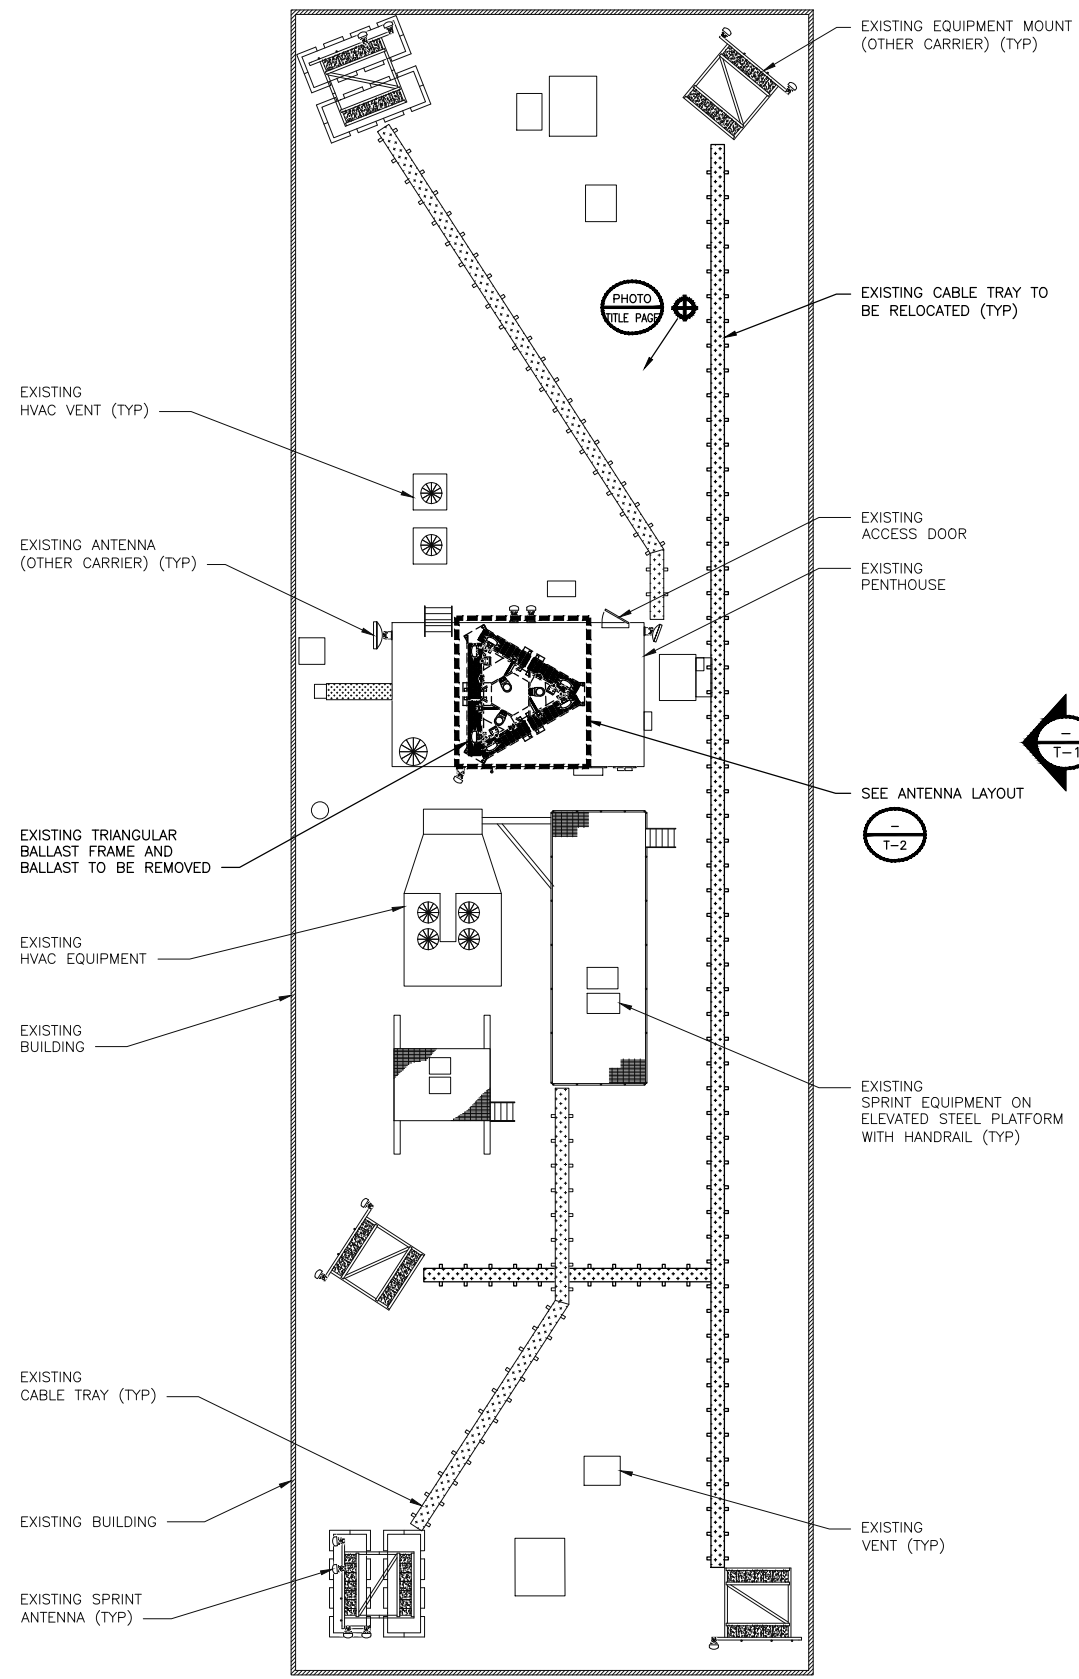 EXISTING EQUIPMENT MOUNT
(OTHER CARRIER) (TYP)
PHOTO
TITLE PAGE
EXISTING CABLE TRAY TO
BE RELOCATED (TYP)
EXISTING
HVAC VENT (TYP)
EXISTING
ACCESS DOOR
EXISTING ANTENNA
(OTHER CARRIER) (TYP)
EXISTING
PENTHOUSE
–
T–1
SEE ANTENNA LAYOUT
–
T–2
EXISTING TRIANGULAR
BALLAST FRAME AND
BALLAST TO BE REMOVED
EXISTING
HVAC EQUIPMENT
EXISTING
BUILDING
EXISTING
SPRINT EQUIPMENT ON
ELEVATED STEEL PLATFORM
WITH HANDRAIL (TYP)
EXISTING
CABLE TRAY (TYP)
EXISTING BUILDING
EXISTING
VENT (TYP)
EXISTING SPRINT
ANTENNA (TYP)